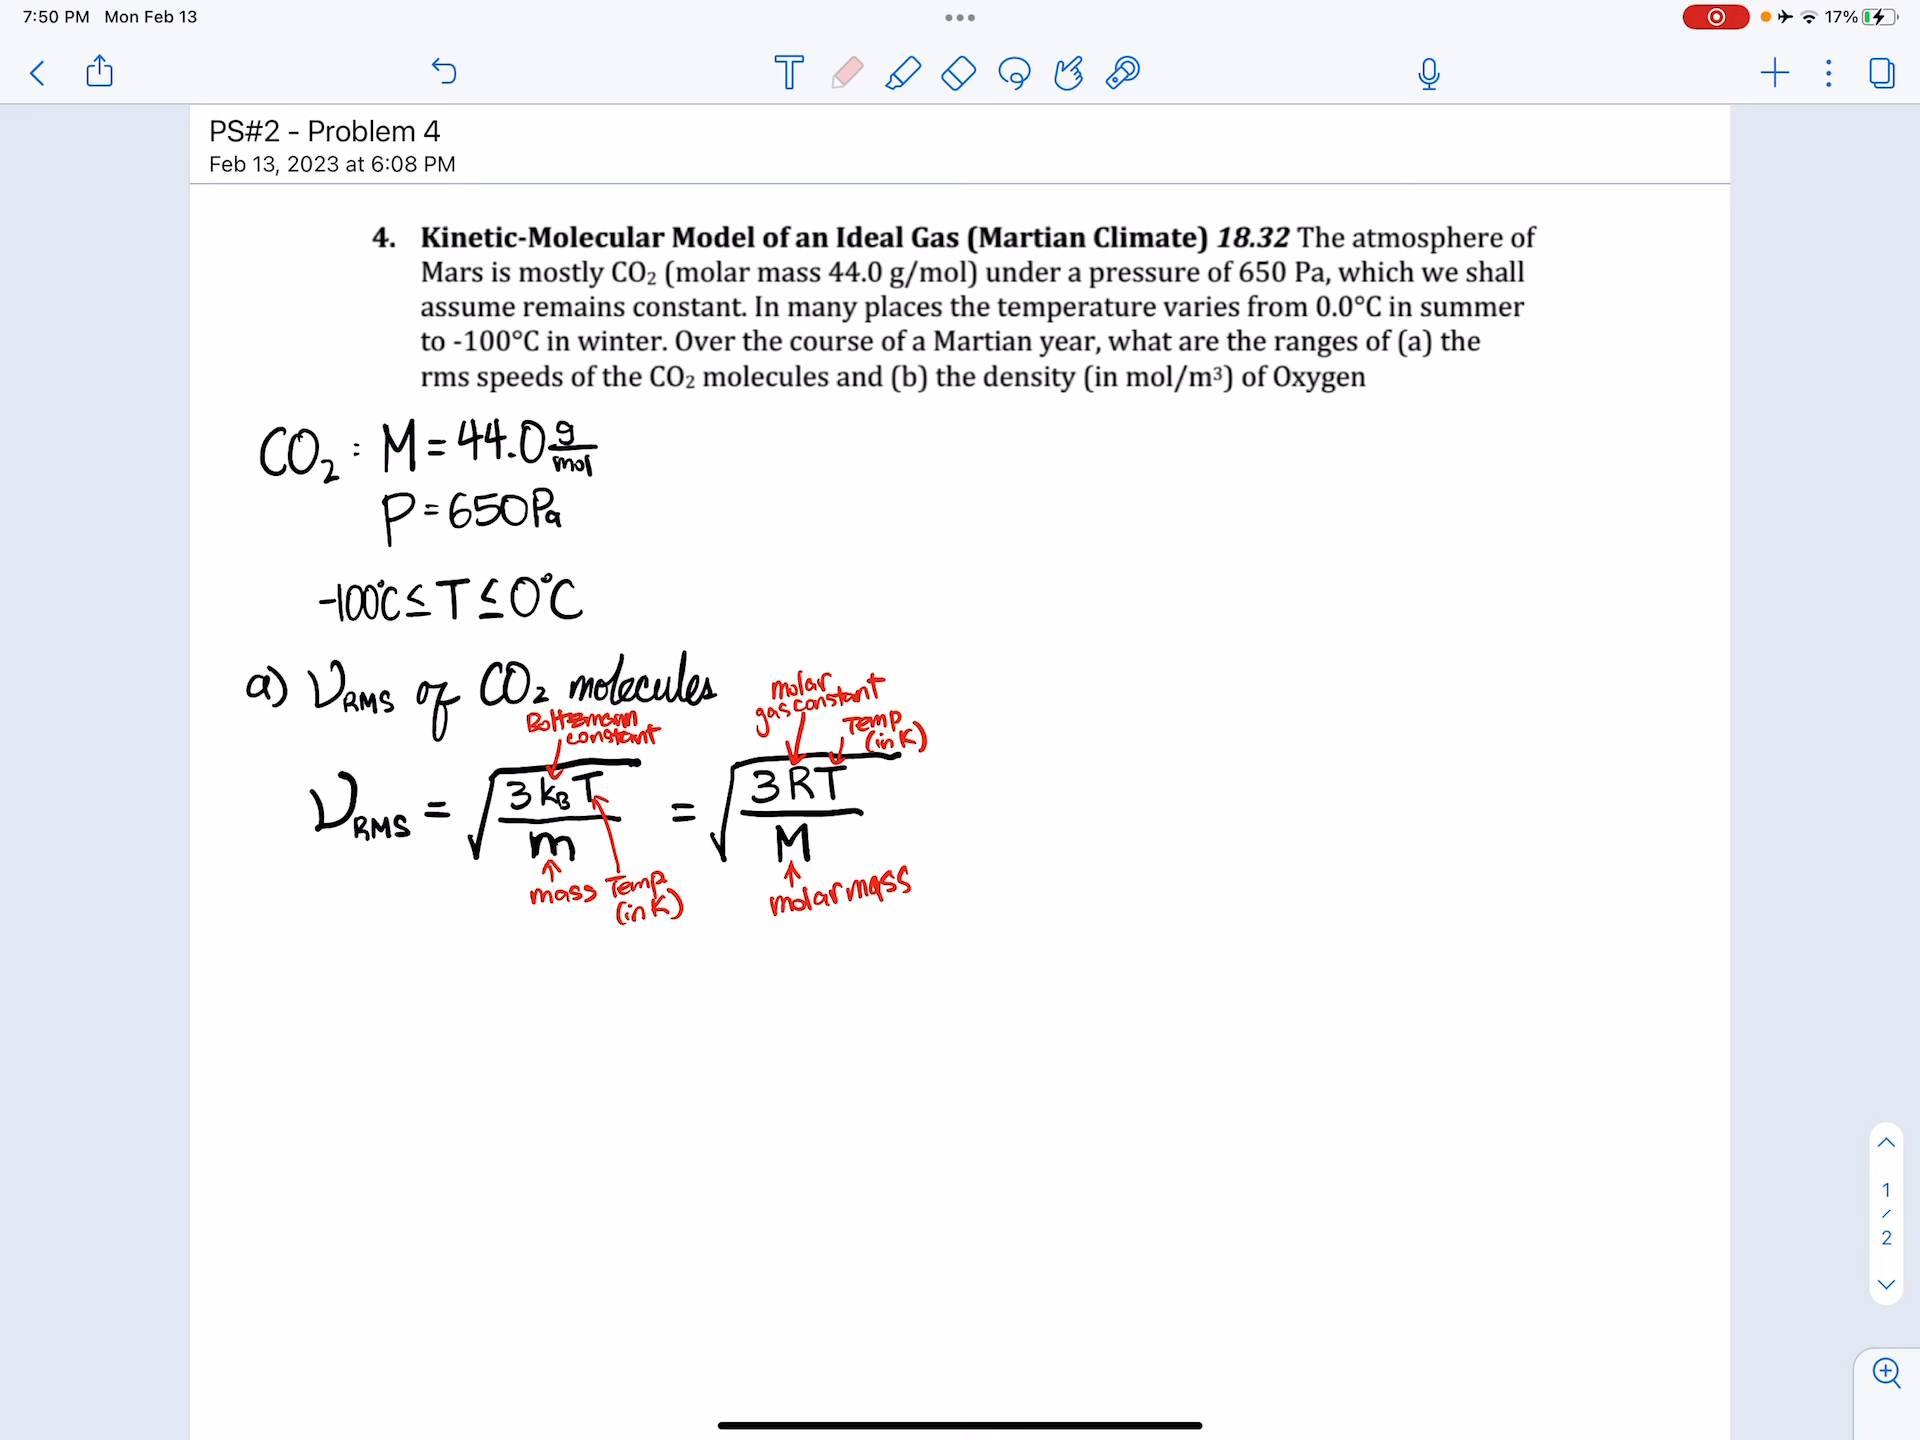 7:50 PM Mon Feb 13
17%
PS#2 - Problem 4
Feb 13, 2023 at 6:08 PM
4. Kinetic-Molecular Model of an Ideal Gas (Martian Climate) 18.32 The atmosphere of
Mars is mostly CO₂ (molar mass 44.0 g/mol) under a pressure of 650 Pa, which we shall
assume remains constant. In many places the temperature varies from 0.0°C in summer
to -100°C in winter. Over the course of a Martian year, what are the ranges of (a) the
rms speeds of the CO₂ molecules and (b) the density (in mol/m³) of Oxygen
CO₂ : M = 44.0 g/mol
P = 650 Pa
-100°C ≤ T ≤ 0°C
a) V_RMS of CO₂ molecules
Boltzmann constant
molar gas constant
Temp (in K)
V_RMS = √(3 k_B T / m) = √(3RT / M)
mass
Temp (in K)
molar mass
1
/
2